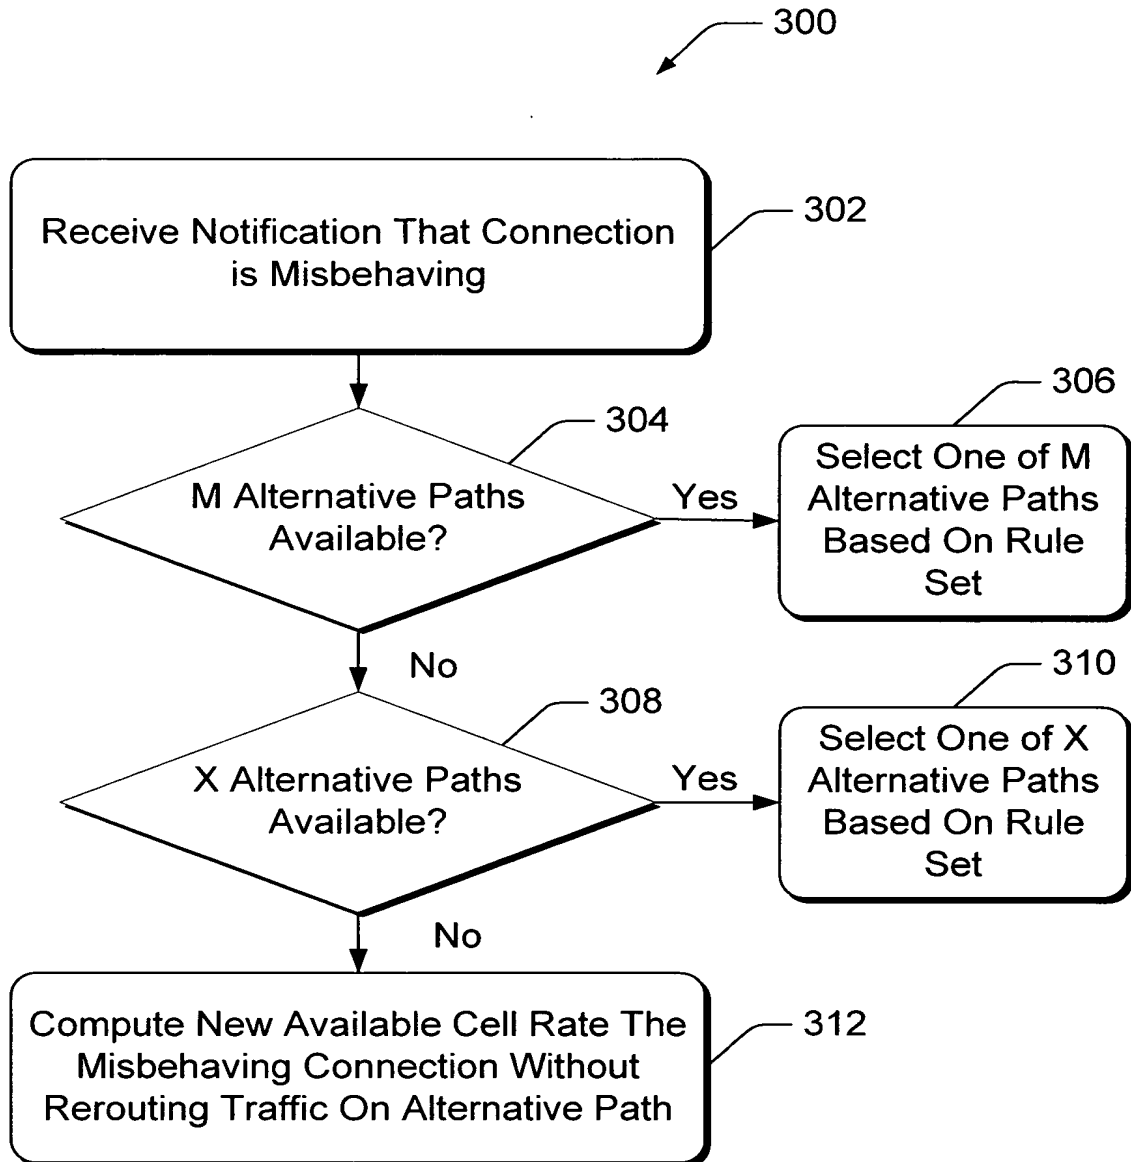 300
Receive Notification That Connection
is Misbehaving
302
M Alternative Paths
Available?
304
Yes
Select One of M
Alternative Paths
Based On Rule
Set
306
No
X Alternative Paths
Available?
308
Yes
Select One of X
Alternative Paths
Based On Rule
Set
310
No
Compute New Available Cell Rate The
Misbehaving Connection Without
Rerouting Traffic On Alternative Path
312